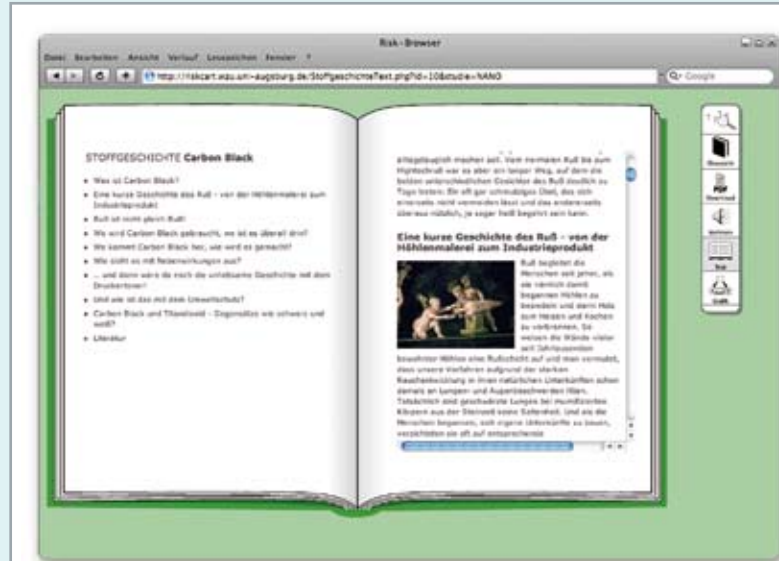 Risk-Browser
Datei Bearbeiten Ansicht Verlauf Lesezeichen Fenster ?
http://riskcart.wzu.uni-augsburg.de/StoffgeschichteText.php?id=10&studie=NANO
Google
STOFFGESCHICHTE Carbon Black
Was ist Carbon Black?
Eine kurze Geschichte des Ruß - von der Höhlenmalerei zum
Industrieprodukt
Ruß ist nicht gleich Ruß!
Wo wird Carbon Black gebraucht, wo ist es überall drin?
Wo kommt Carbon Black her, wie wird es gemacht?
Wie sieht es mit Nebenwirkungen aus?
... und dann wäre da noch die unliebsame Geschichte mit dem
Druckertoner!
Und wie ist das mit dem Umweltschutz?
Carbon Black und Titandioxid - Gegensätze wie schwarz und
weiß?
Literatur
alltagstauglich machen soll. Vom normalen Ruß bis zum
Hightechruß war es aber ein langer Weg, auf dem die
beiden unterschiedlichen Gesichter des Ruß deutlich zu
Tage treten: Ein oft gar schmutziges Übel, das sich
einerseits nicht vermeiden lässt und das andererseits
überaus nützlich, ja sogar heiß begehrt sein kann.
Eine kurze Geschichte des Ruß - von der
Höhlenmalerei zum Industrieprodukt
Ruß begleitet die
Menschen seit jeher, als
sie nämlich damit
begannen Höhlen zu
bewohnen und darin Holz
zum Heizen und Kochen
zu verbrennen. So
weisen die Wände vieler
seit Jahrtausenden
bewohnter Höhlen eine Rußschicht auf und man vermutet,
dass unsere Vorfahren aufgrund der starken
Rauchentwicklung in ihren natürlichen Unterkünften schon
damals an Lungen- und Augenbeschwerden litten.
Tatsächlich sind geschwärzte Lungen bei mumifizierten
Körpern aus der Steinzeit keine Seltenheit. Und als die
Menschen begannen, sich eigene Unterkünfte zu bauen,
verzichteten sie oft auf entsprechende
Übersicht
PDF
Download
Text
Grafik